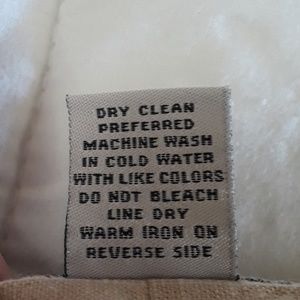 DRY CLEAN
PREFERRED
MACHINE WASH
IN COLD WATER
WITH LIKE COLORS
DO NOT BLEACH
LINE DRY
WARM IRON ON
REVERSE SIDE